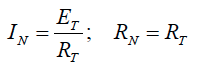 I_N = E_T / R_T ;  R_N = R_T